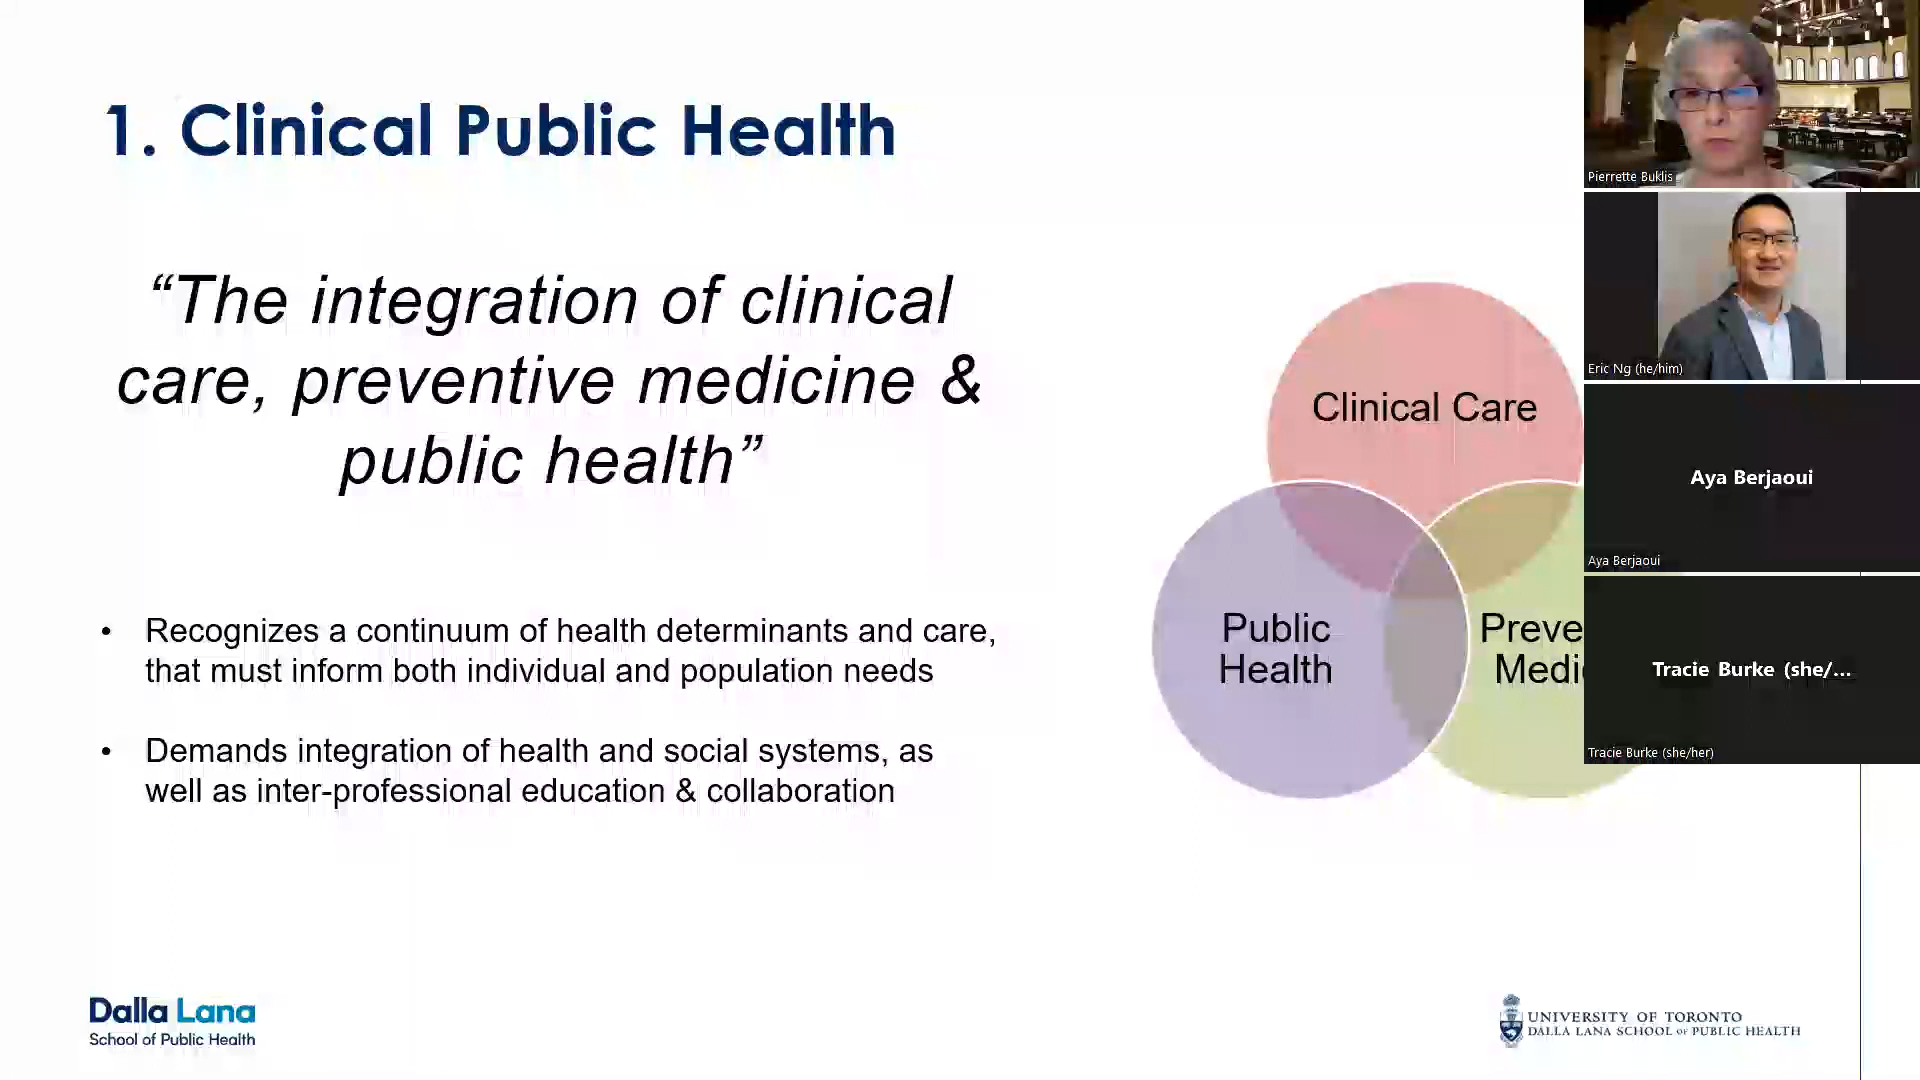 1. Clinical Public Health
“The integration of clinical
care, preventive medicine &
public health”
• Recognizes a continuum of health determinants and care,
that must inform both individual and population needs
• Demands integration of health and social systems, as
well as inter-professional education & collaboration
Clinical Care
Public
Health
Preve
Medi
Dalla Lana
School of Public Health
UNIVERSITY OF TORONTO
DALLA LANA SCHOOL OF PUBLIC HEALTH
Pierrette Buklis
Eric Ng (he/him)
Aya Berjaoui
Aya Berjaoui
Tracie Burke (she/...
Tracie Burke (she/her)